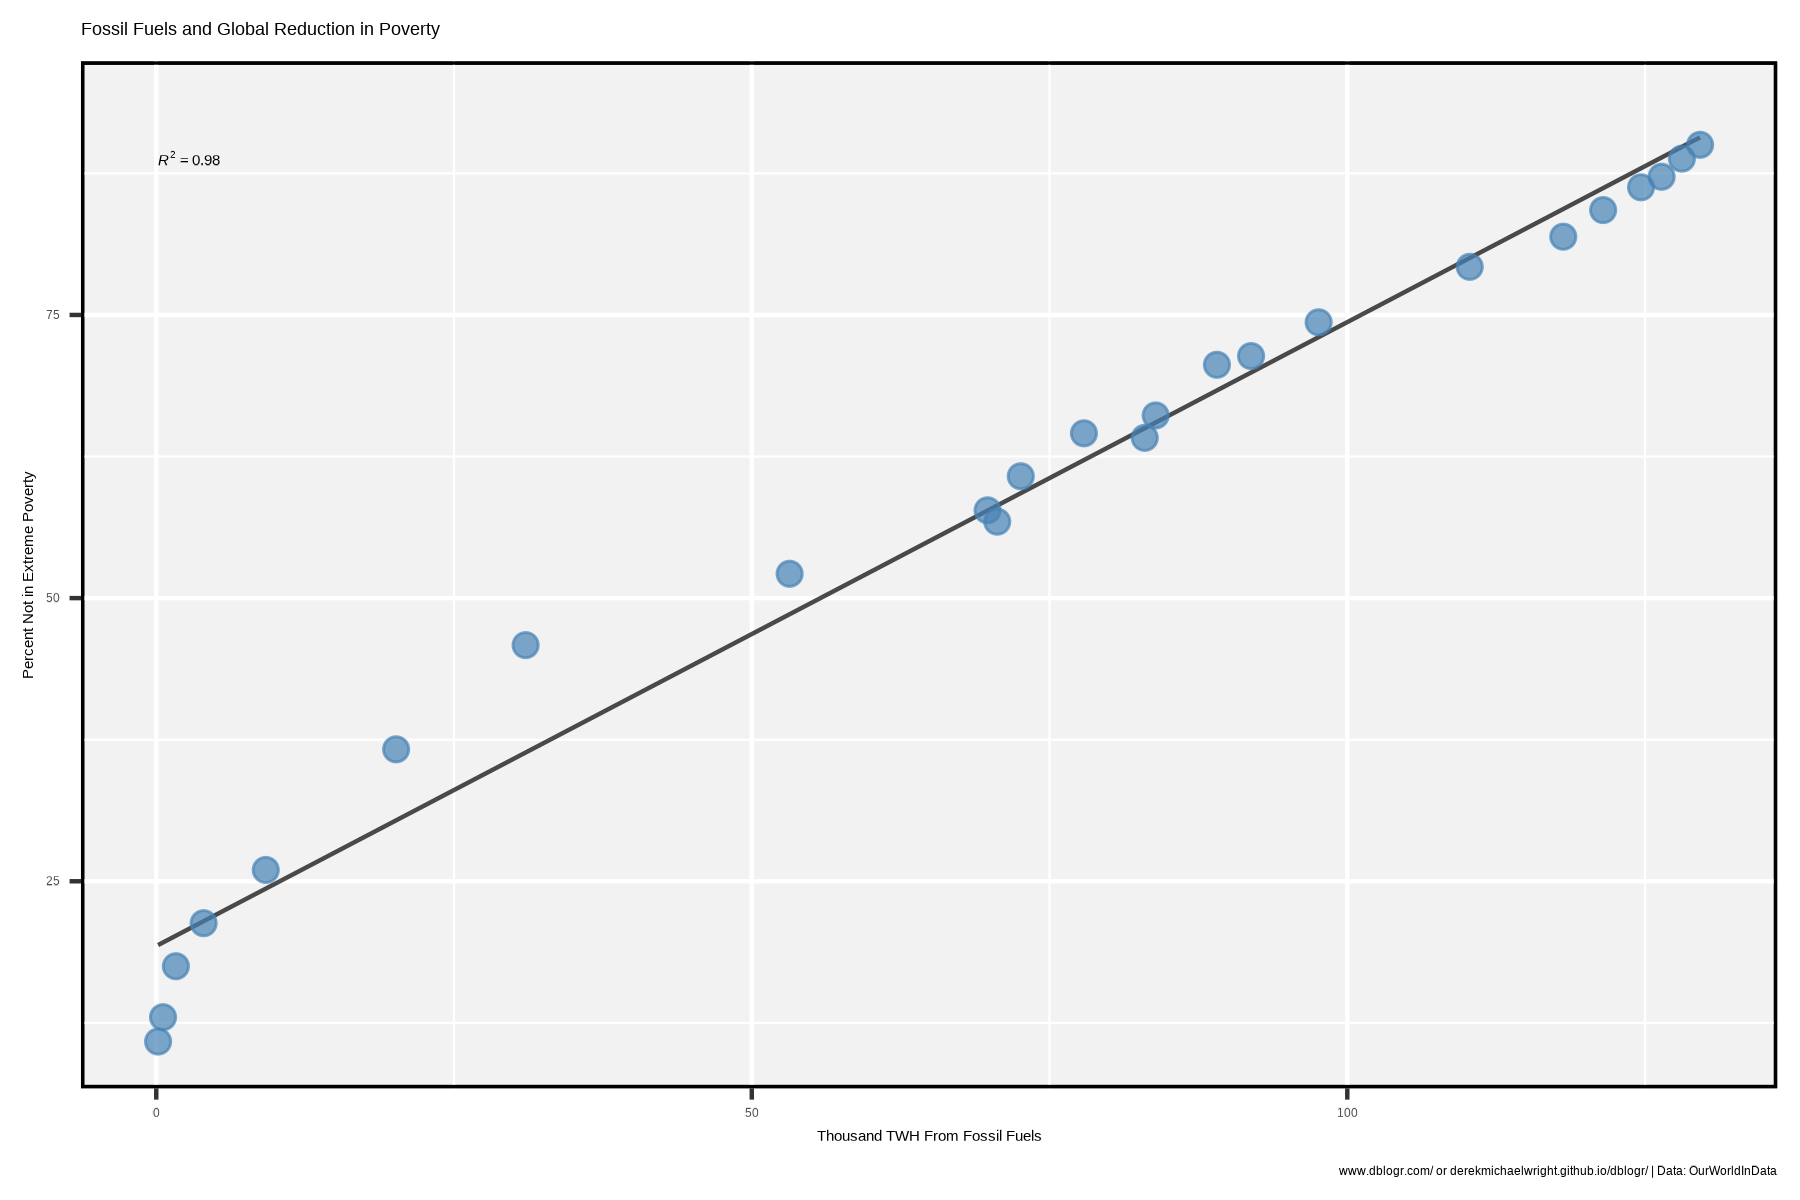 Fossil Fuels and Global Reduction in Poverty
R² = 0.98
75
50
25
Percent Not in Extreme Poverty
0
50
100
Thousand TWH From Fossil Fuels
www.dblogr.com/ or derekmichaelwright.github.io/dblogr/ | Data: OurWorldInData